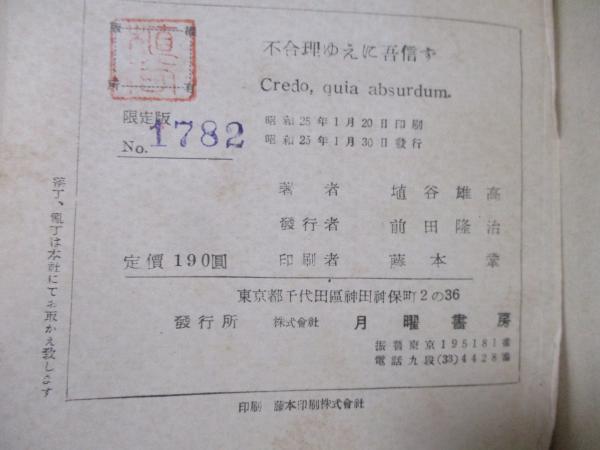 不合理ゆえに吾信ず
Credo, quia absurdum.
限定版
No. 1782
昭和25年1月20日印刷
昭和25年1月30日發行
著者 埴谷雄高
發行者 前田隆治
定價 190圓 印刷者 藤本
東京都千代田區神田神保町2の36
發行所 株式會社 月曜書房
振替東京195181番
電話九段(33)4428番
印刷 藤本印刷株式會社
落丁、亂丁は本社にてお取かえ致します